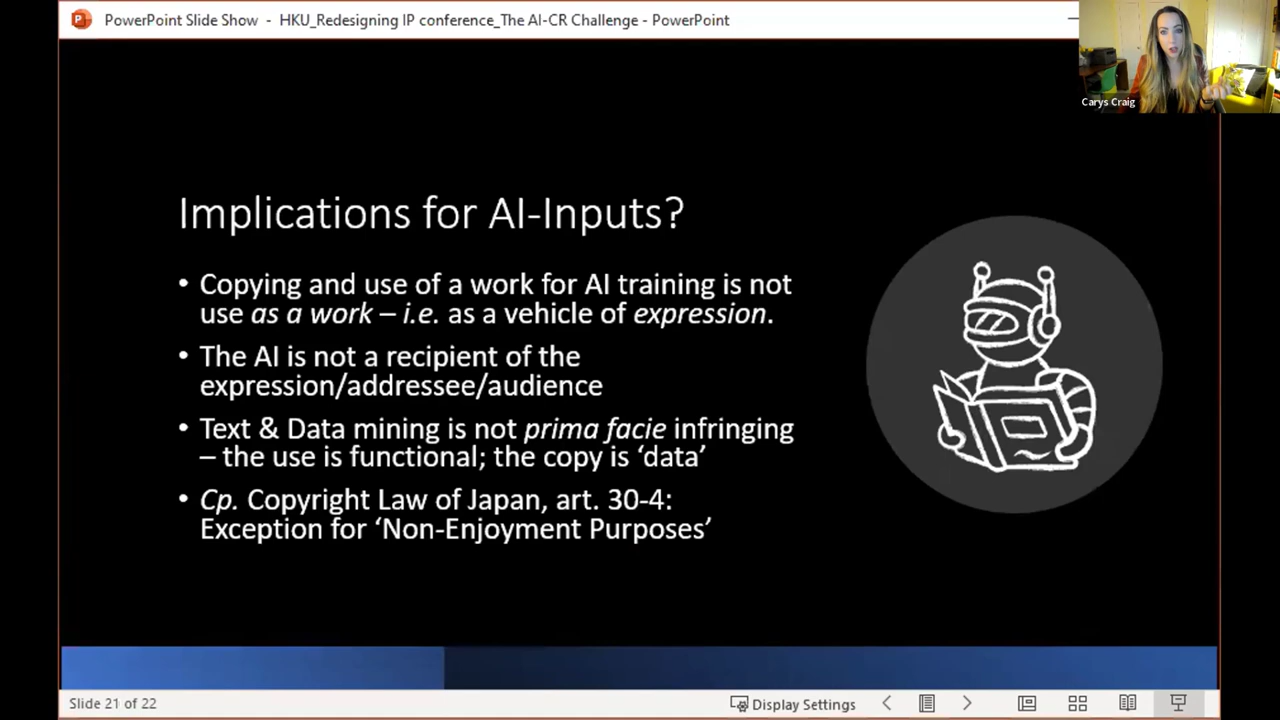 PowerPoint Slide Show - HKU_Redesigning IP conference_The AI-CR Challenge - PowerPoint
Carys Craig
Implications for AI-Inputs?
• Copying and use of a work for AI training is not
use as a work – i.e. as a vehicle of expression.
• The AI is not a recipient of the
expression/addressee/audience
• Text & Data mining is not prima facie infringing
– the use is functional; the copy is ‘data’
• Cp. Copyright Law of Japan, art. 30-4:
Exception for ‘Non-Enjoyment Purposes’
Slide 21 of 22
Display Settings